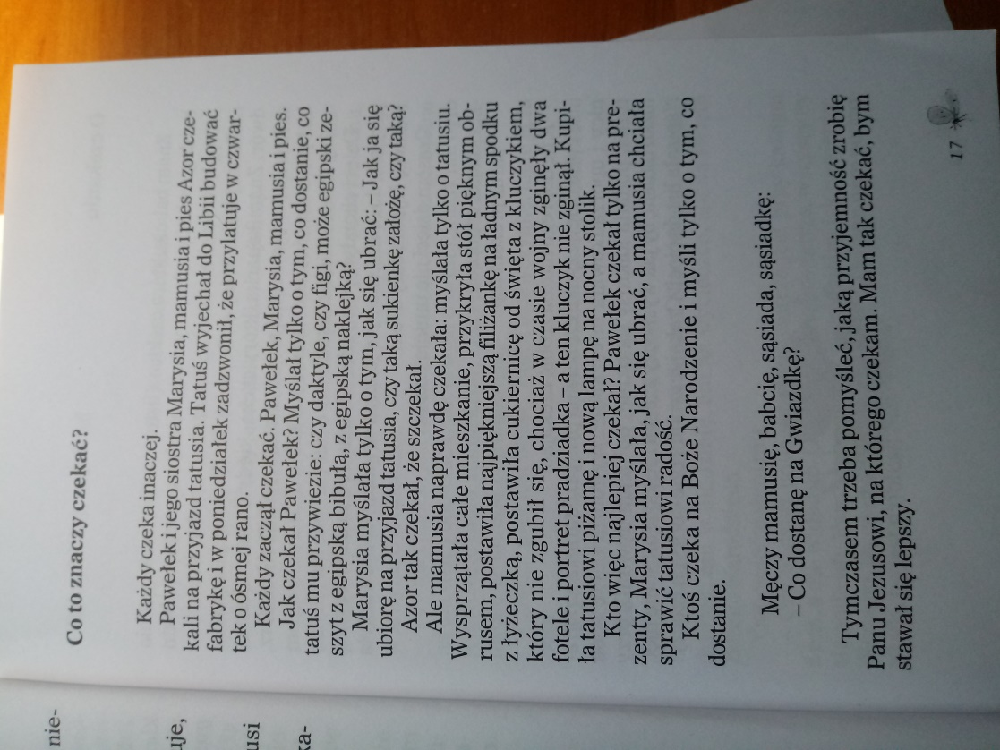 Co to znaczy czekać?
Każdy czeka inaczej.
Pawełek i jego siostra Marysia, mamusia i pies Azor cze-
kali na przyjazd tatusia. Tatuś wyjechał do Libii budować
fabrykę i w poniedziałek zadzwonił, że przylatuje w czwar-
tek o ósmej rano.
Każdy zaczął czekać. Pawełek, Marysia, mamusia i pies.
Jak czekał Pawełek? Myślał tylko o tym, co dostanie, co
tatuś mu przywiezie: czy daktyle, czy figi, może egipski ze-
szyt z egipską bibułą, z egipską naklejką?
Marysia myślała tylko o tym, jak się ubrać: – Jak ja się
ubiorę na przyjazd tatusia, czy taką sukienkę założę, czy taką?
Azor tak czekał, że szczekał.
Ale mamusia naprawdę czekała: myślała tylko o tatusiu.
Wysprzątała całe mieszkanie, przykryła stół pięknym ob-
rusem, postawiła najpiękniejszą filiżankę na ładnym spodku
z łyżeczką, postawiła cukiernicę od święta z kluczykiem,
który nie zgubił się, chociaż w czasie wojny zginęły dwa
fotele i portret pradziadka – a ten kluczyk nie zginął. Kupi-
ła tatusiowi piżamę i nową lampę na nocny stolik.
Kto więc najlepiej czekał? Pawełek czekał tylko na pre-
zenty, Marysia myślała, jak się ubrać, a mamusia chciała
sprawić tatusiowi radość.
Ktoś czeka na Boże Narodzenie i myśli tylko o tym, co
dostanie.
Męczy mamusię, babcię, sąsiada, sąsiadkę:
– Co dostanę na Gwiazdkę?
Tymczasem trzeba pomyśleć, jaką przyjemność zrobię
Panu Jezusowi, na którego czekam. Mam tak czekać, bym
stawał się lepszy.
17
nie-
uje,
usi
ka-